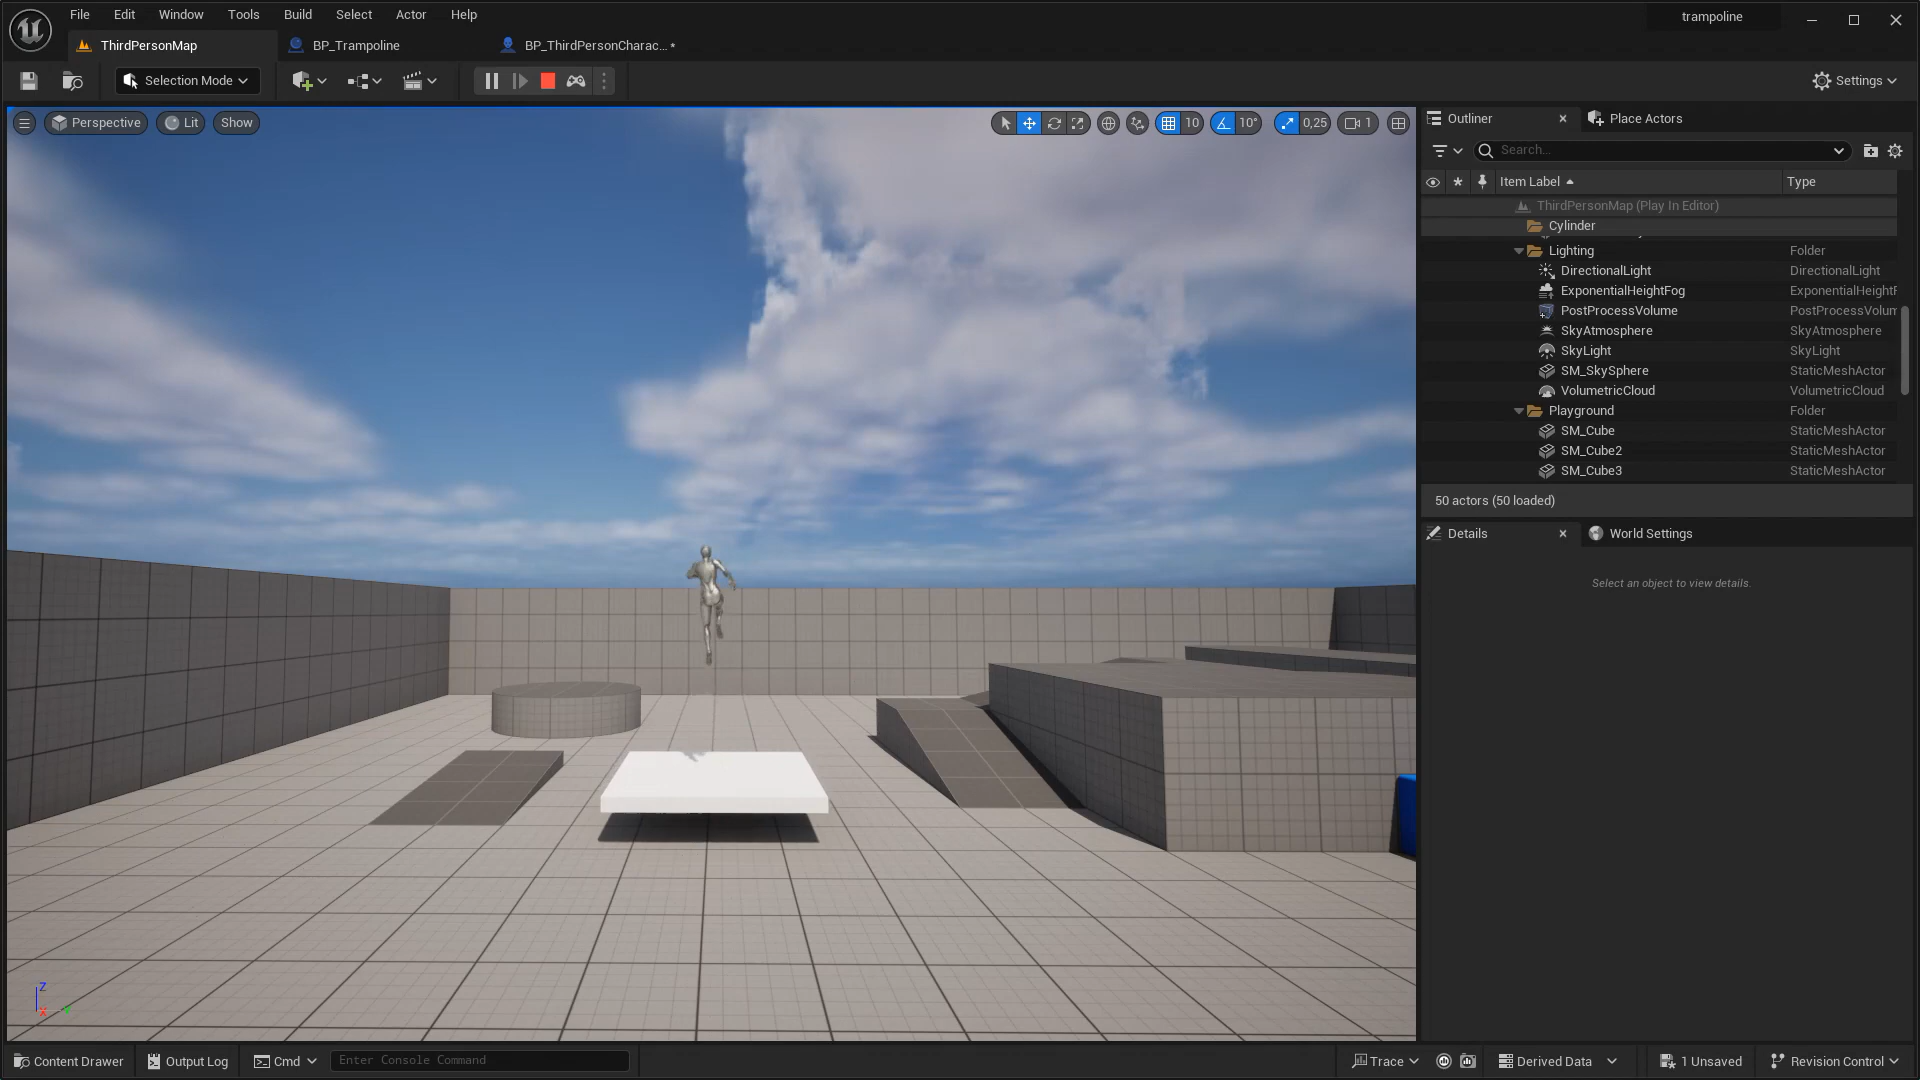 File Edit Window Tools Build Select Actor Help
trampoline
ThirdPersonMap
BP_Trampoline
BP_ThirdPersonCharac...*
Selection Mode
Settings
Perspective
Lit
Show
10
10°
0,25
1
Outliner
Place Actors
Search...
Item Label
Type
ThirdPersonMap (Play In Editor)
Cylinder
Lighting Folder
DirectionalLight DirectionalLight
ExponentialHeightFog ExponentialHeightF
PostProcessVolume PostProcessVolum
SkyAtmosphere SkyAtmosphere
SkyLight SkyLight
SM_SkySphere StaticMeshActor
VolumetricCloud VolumetricCloud
Playground Folder
SM_Cube StaticMeshActor
SM_Cube2 StaticMeshActor
SM_Cube3 StaticMeshActor
50 actors (50 loaded)
Details
World Settings
Select an object to view details.
Z
X
Content Drawer
Output Log
Cmd
Enter Console Command
Trace
Derived Data
1 Unsaved
Revision Control